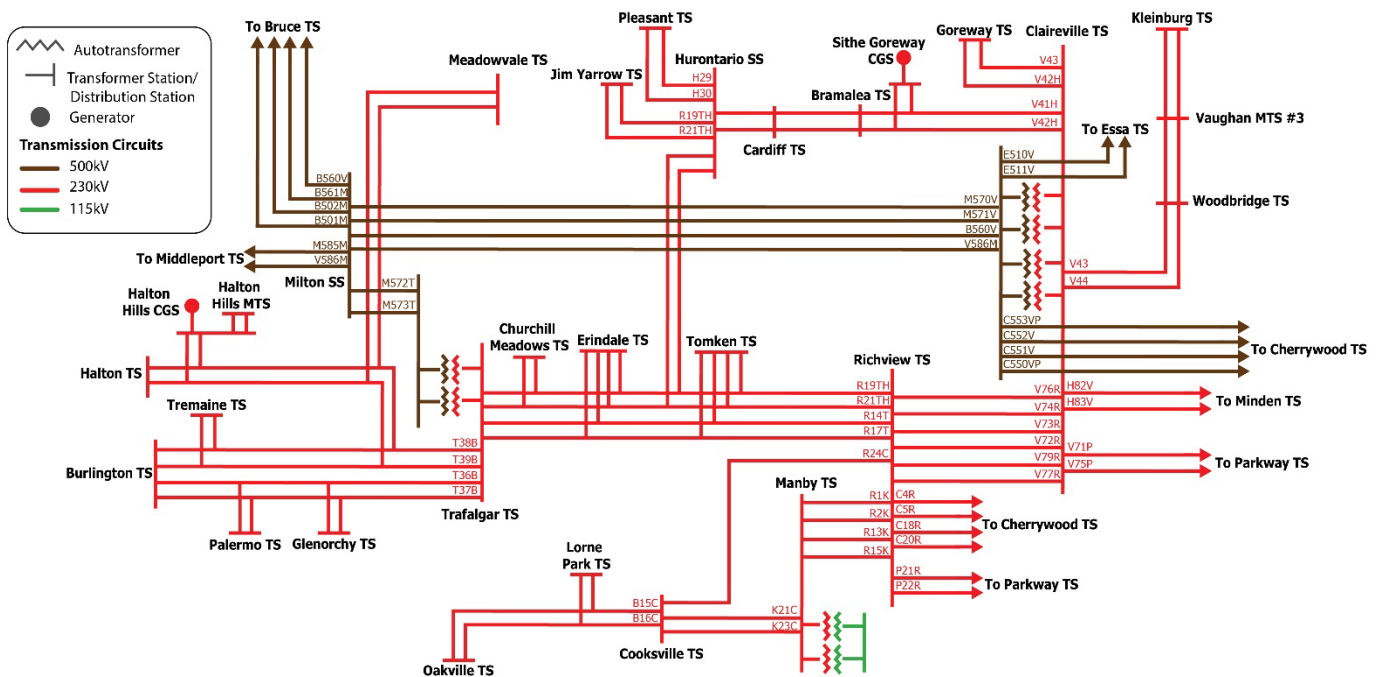 Autotransformer
Transformer Station/
Distribution Station
Generator
Transmission Circuits
500kV
230kV
115kV
To Bruce TS
Meadowvale TS
Pleasant TS
Jim Yarrow TS
Hurontario SS
H29
H30
R19TH
R21TH
Cardiff TS
Sithe Goreway
CGS
Bramalea TS
Goreway TS
Claireville TS
V43
V42H
V41H
V42H
Kleinburg TS
Vaughan MTS #3
Woodbridge TS
To Essa TS
E510V
E511V
B560V
B561M
B502M
B501M
M585M
V586M
To Middleport TS
Milton SS
M572T
M573T
M570V
M571V
B560V
V586M
V43
V44
C553VP
C552V
C551V
C550VP
To Cherrywood TS
Halton
Hills CGS
Halton
Hills MTS
Halton TS
Tremaine TS
Burlington TS
T38B
T39B
T36B
T37B
Palermo TS
Glenorchy TS
Trafalgar TS
Churchill
Meadows TS
Erindale TS
Tomken TS
Richview TS
R19TH
R21TH
R14T
R17T
R24C
V76R
V74R
V73R
V72R
V79R
V77R
H82V
H83V
To Minden TS
V71P
V75P
To Parkway TS
Manby TS
R1K
R2K
R13K
R15K
C4R
C5R
C18R
C20R
To Cherrywood TS
P21R
P22R
To Parkway TS
Lorne
Park TS
B15C
B16C
K21C
K23C
Oakville TS
Cooksville TS